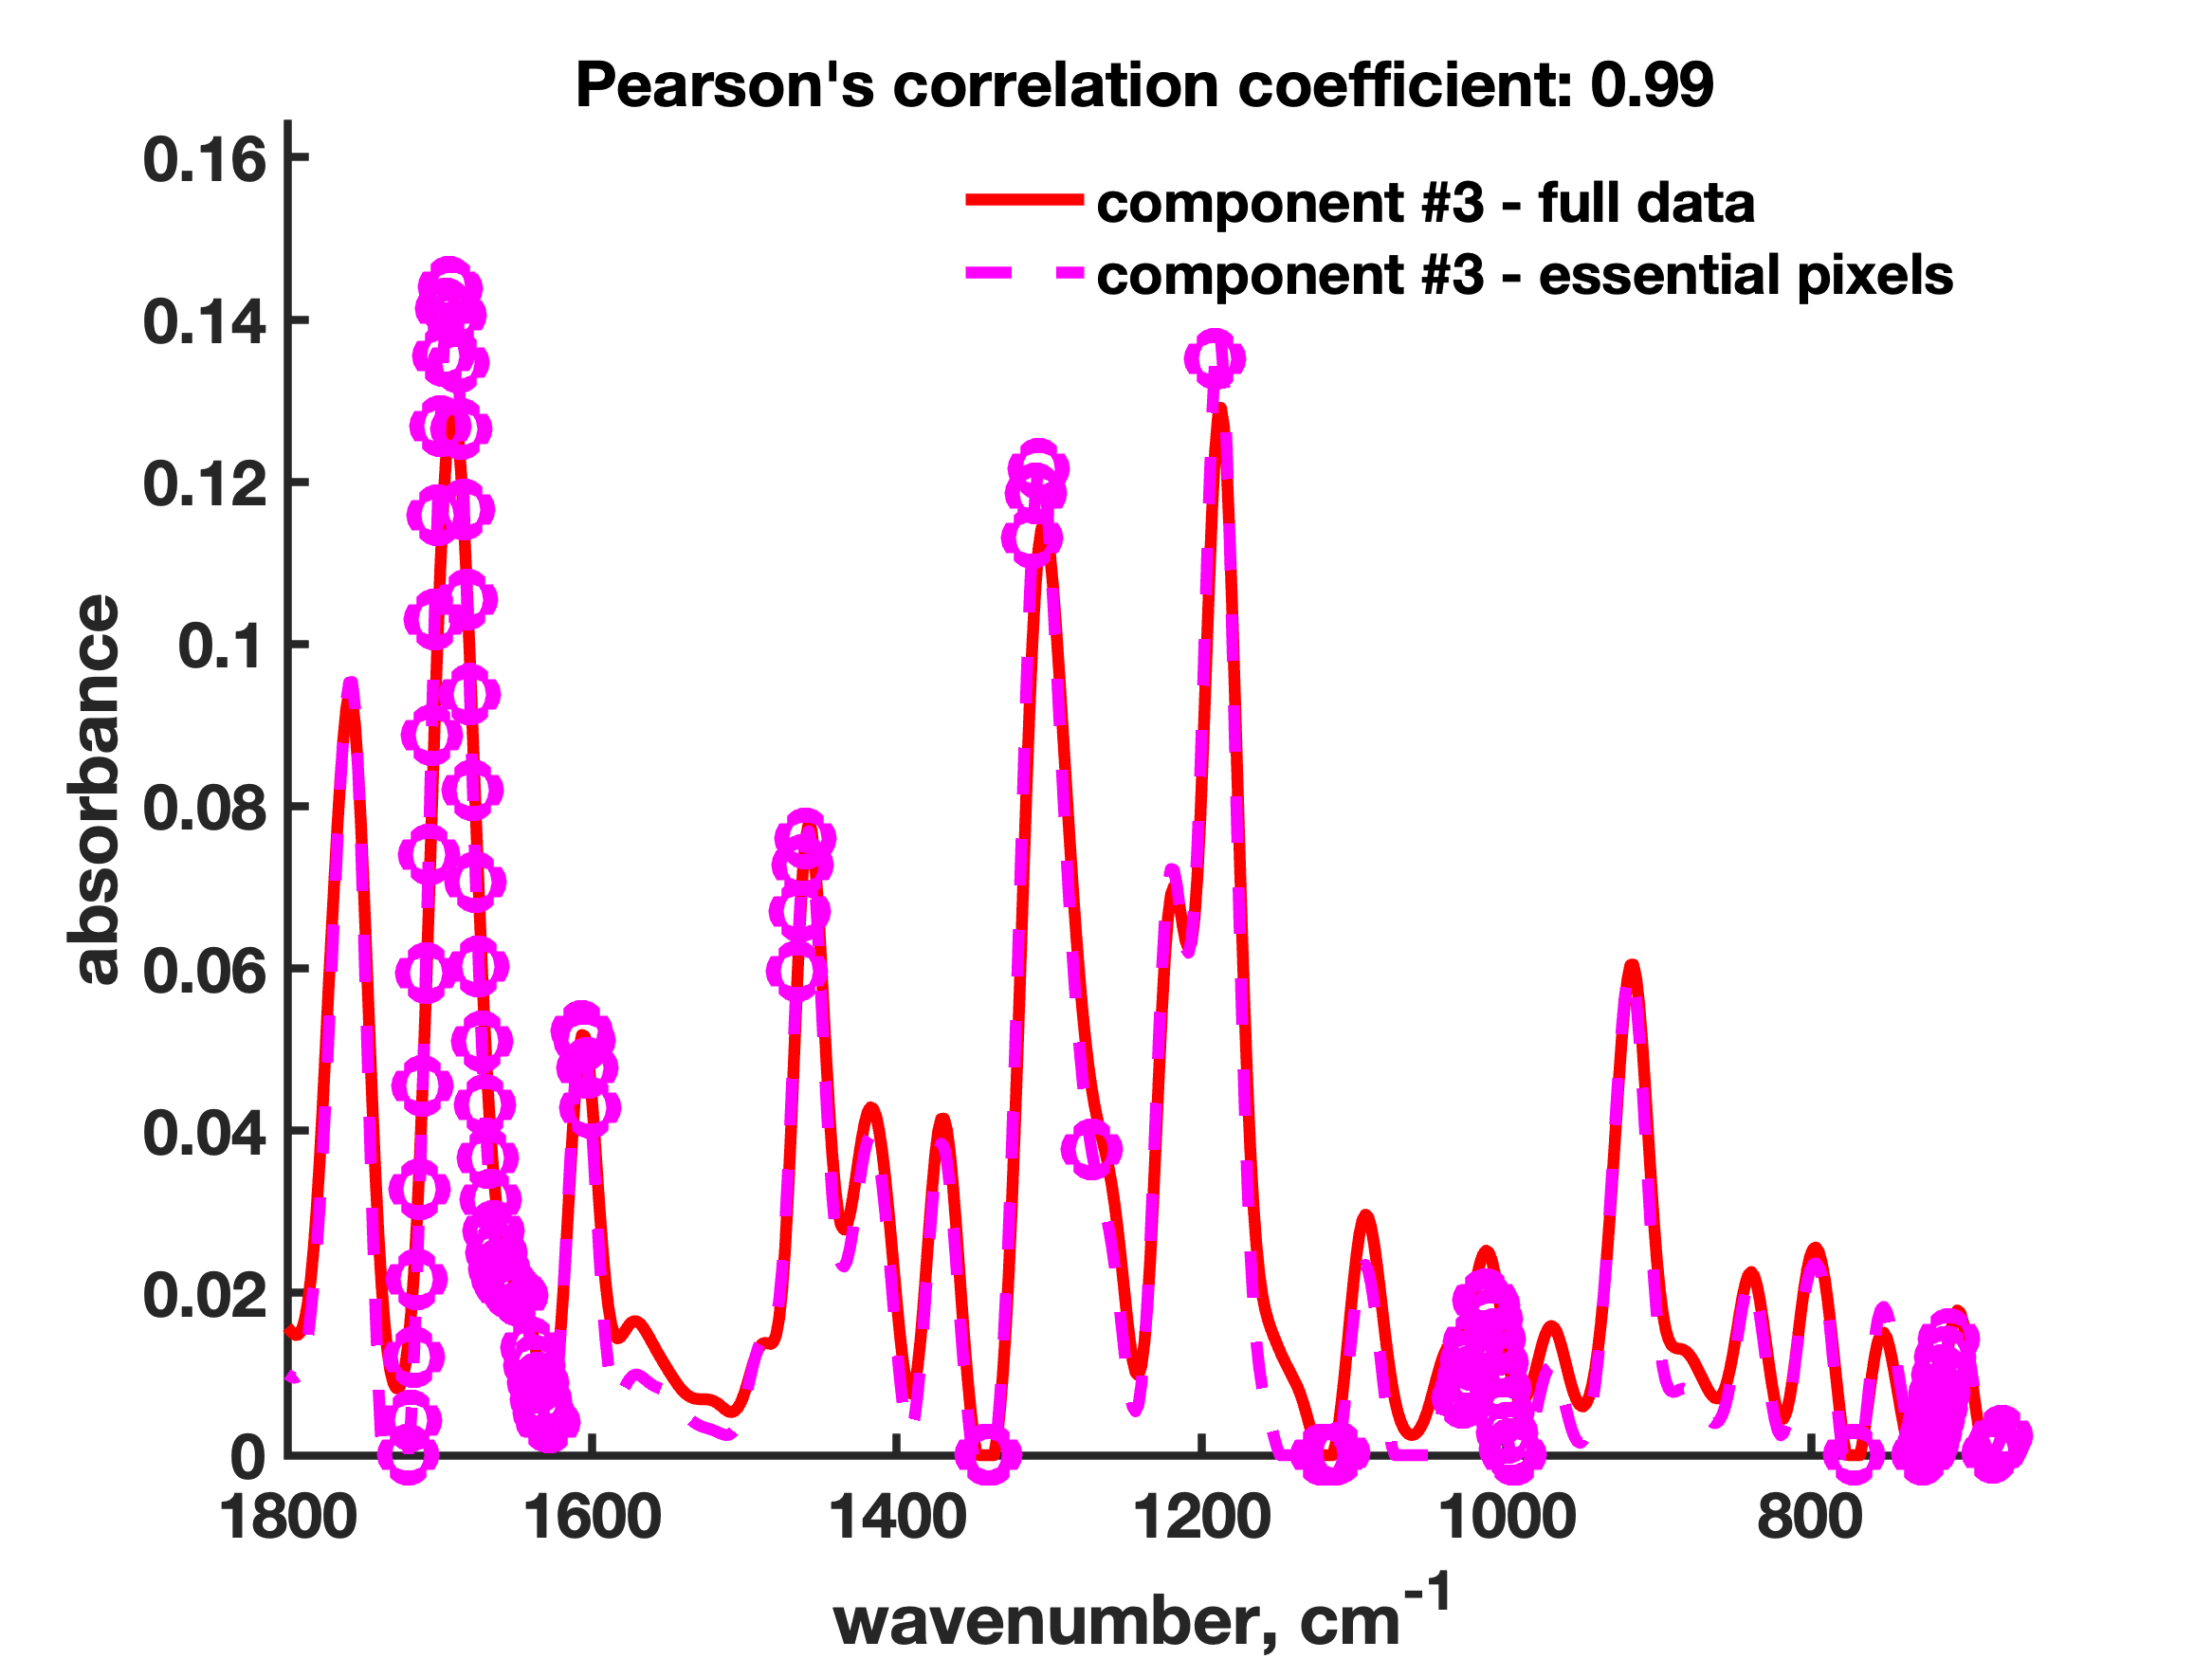 Pearson's correlation coefficient: 0.99
component #3 - full data
component #3 - essential pixels
absorbance
0.16
0.14
0.12
0.1
0.08
0.06
0.04
0.02
0
1800 1600 1400 1200 1000 800
wavenumber, cm-1